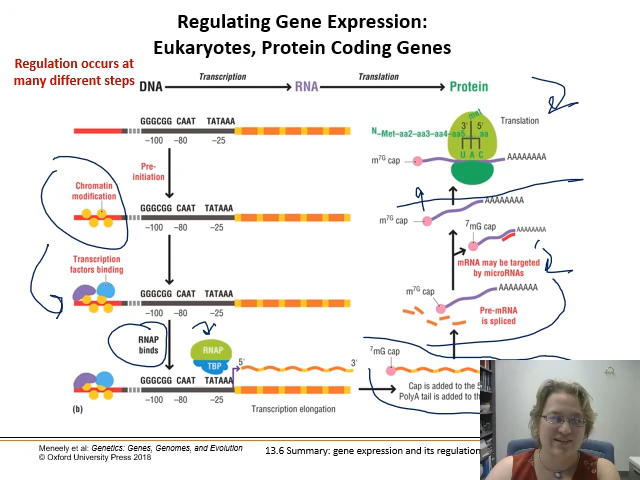 Regulating Gene Expression:
Eukaryotes, Protein Coding Genes
Regulation occurs at
many different steps
DNA Transcription RNA Translation Protein
GGGCGG CAAT TATAAA
−100 −80 −25
Pre-
initiation
Chromatin
modification
GGGCGG CAAT TATAAA
−100 −80 −25
Transcription
factors binding
GGGCGG CAAT TATAAA
−100 −80 −25
RNAP
binds
RNAP
TBP
5' 3'
GGGCGG CAAT TATAAA
−100 −80 −25
Transcription elongation
(b)
met
Translation
3' 5'
N–Met–aa2–aa3–aa4–aa5 aa
U A C
m7G cap AAAAAAAA
AAAAAAAA
m7G cap
7mG cap AAAAAAAA
mRNA may be targeted
by microRNAs
m7G cap AAAAAAAA
Pre-mRNA
is spliced
7mG cap
Cap is added to the
PolyA tail is added to
Meneely et al: Genetics: Genes, Genomes, and Evolution
© Oxford University Press 2018
13.6 Summary: gene expression and its regulation